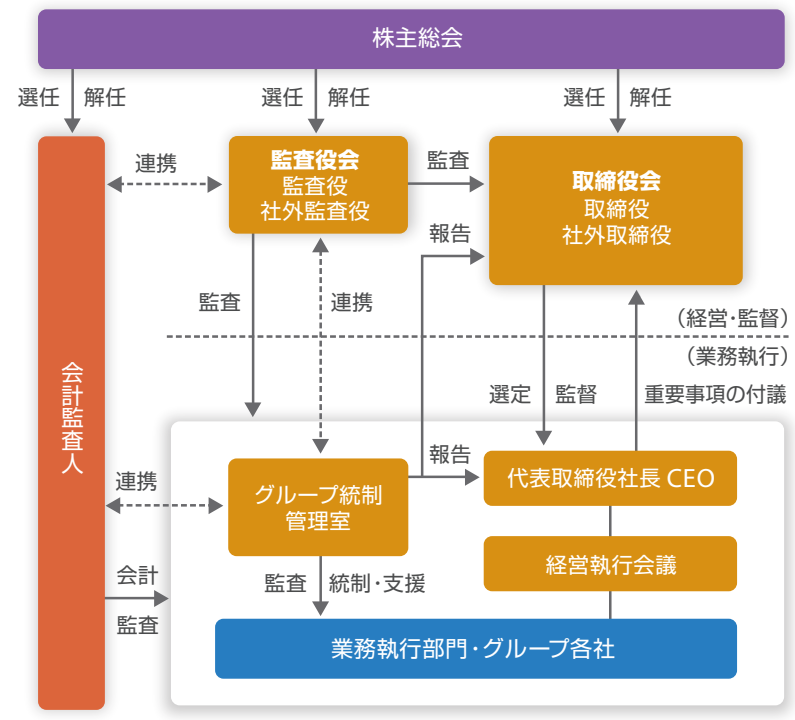 株主総会
選任 解任
選任 解任
選任 解任
連携
監査役会
監査役
社外監査役
監査
取締役会
取締役
社外取締役
報告
監査
連携
（経営・監督）
（業務執行）
会計監査人
選定 監督
重要事項の付議
連携
グループ統制
管理室
報告
代表取締役社長 CEO
経営執行会議
会計
監査
監査 統制・支援
業務執行部門・グループ各社